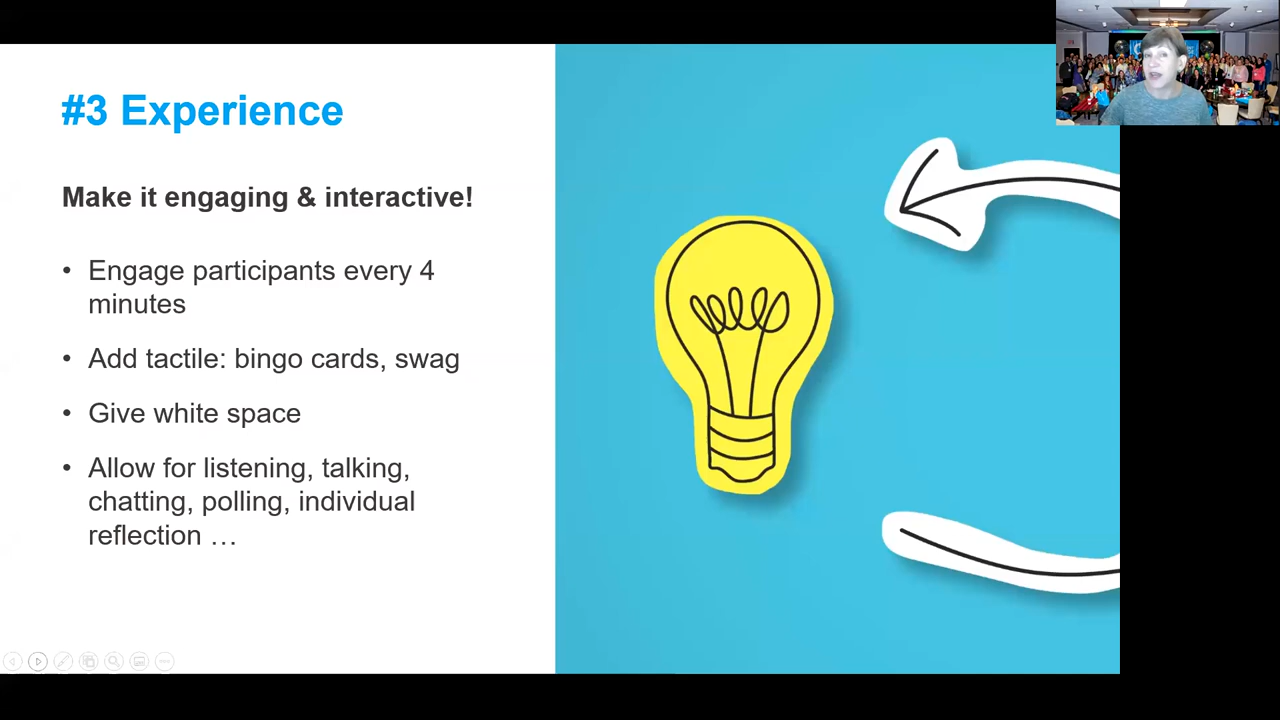 #3 Experience
Make it engaging & interactive!
• Engage participants every 4
minutes
• Add tactile: bingo cards, swag
• Give white space
• Allow for listening, talking,
chatting, polling, individual
reflection …